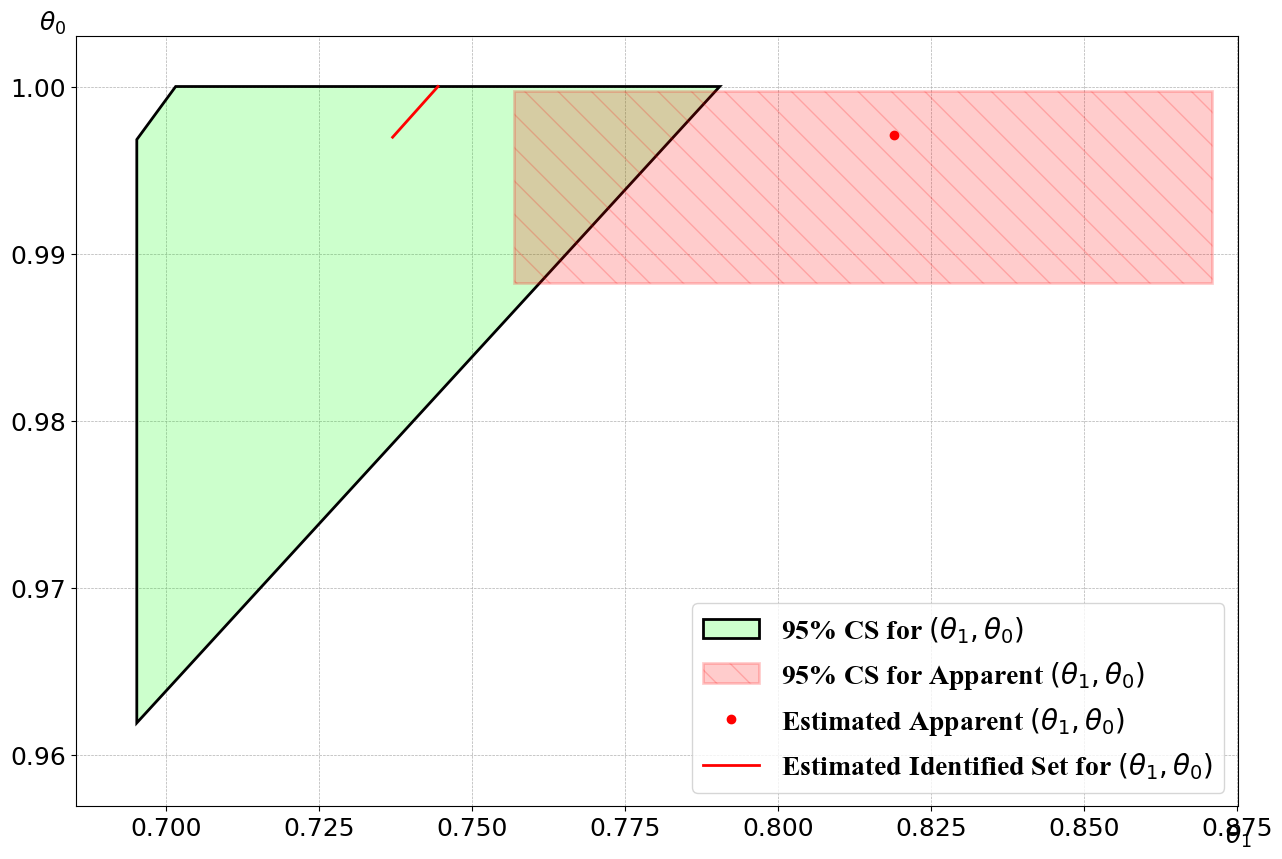 θ₀
1.00
0.99
0.98
0.97
0.96
95% CS for (θ₁, θ₀)
95% CS for Apparent (θ₁, θ₀)
Estimated Apparent (θ₁, θ₀)
Estimated Identified Set for (θ₁, θ₀)
0.700 0.725 0.750 0.775 0.800 0.825 0.850 0.875
θ₁